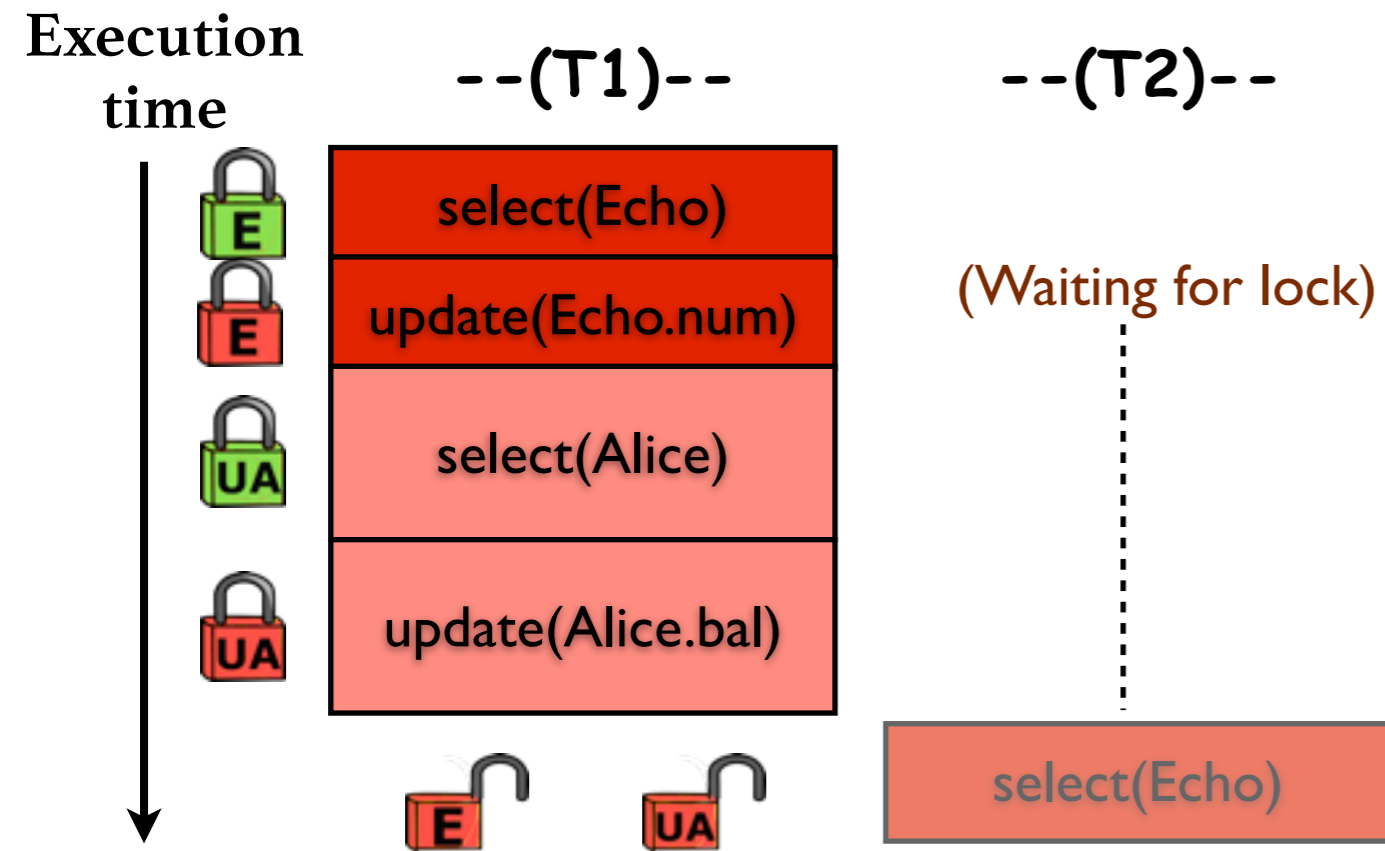 Execution
time
--(T1)--
--(T2)--
E
select(Echo)
E
update(Echo.num)
(Waiting for lock)
UA
select(Alice)
UA
update(Alice.bal)
E
UA
select(Echo)